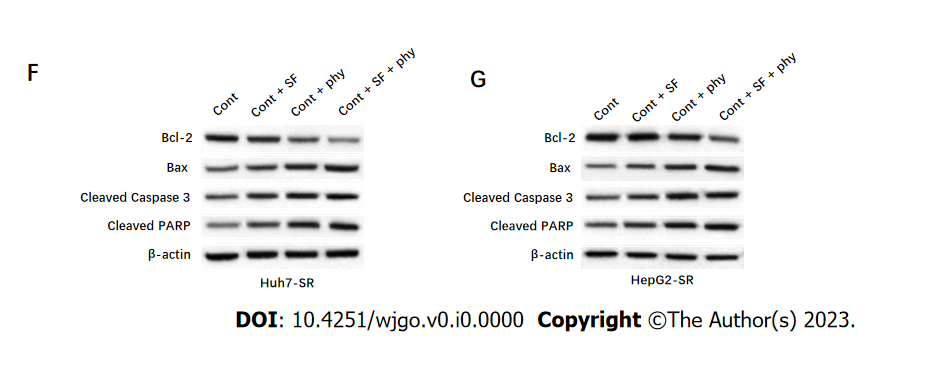 F
Cont
Cont + SF
Cont + phy
Cont + SF + phy
Bcl-2
Bax
Cleaved Caspase 3
Cleaved PARP
β-actin
Huh7-SR
G
Cont
Cont + SF
Cont + phy
Cont + SF + phy
Bcl-2
Bax
Cleaved Caspase 3
Cleaved PARP
β-actin
HepG2-SR
DOI: 10.4251/wjgo.v0.i0.0000 Copyright ©The Author(s) 2023.